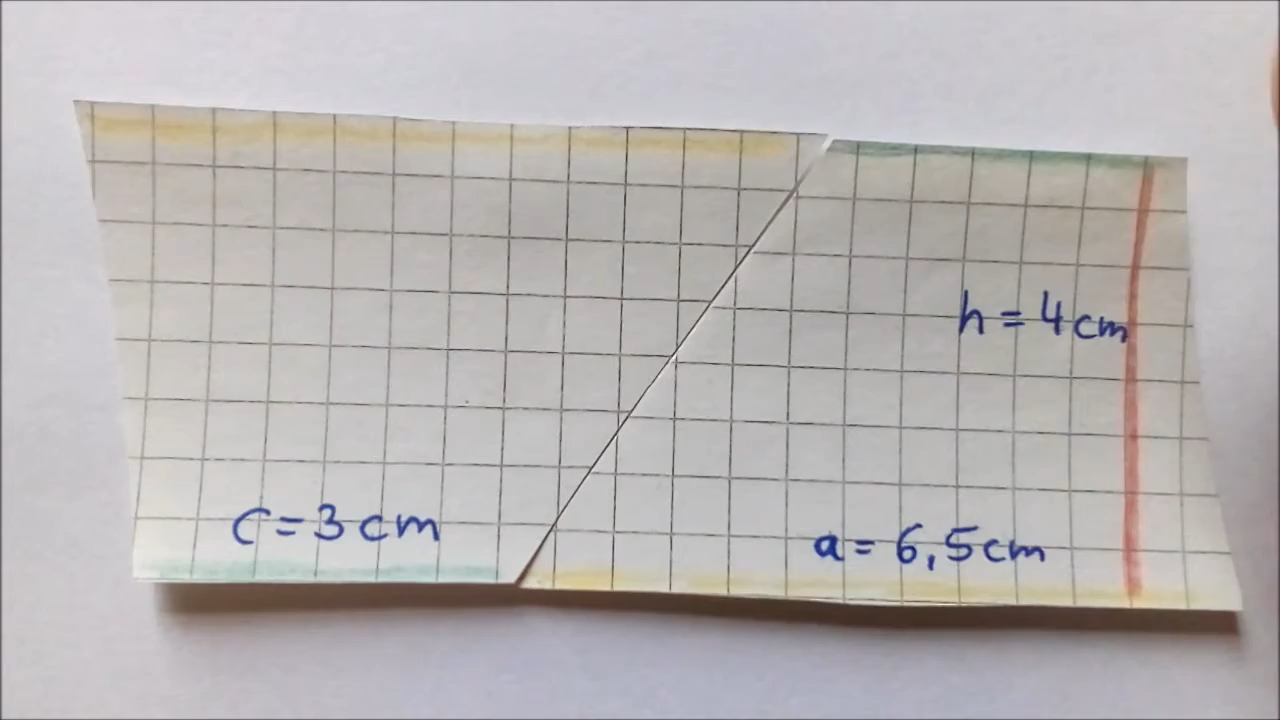 h = 4 cm
c = 3 cm
a = 6,5 cm